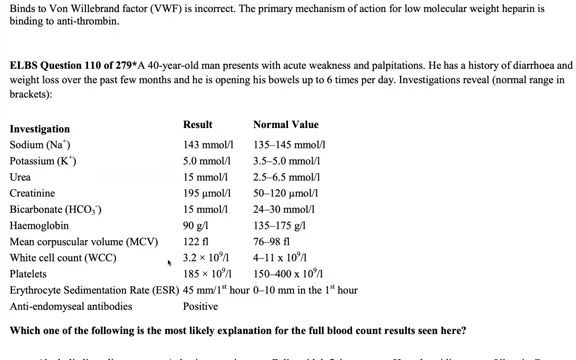 Binds to Von Willebrand factor (VWF) is incorrect. The primary mechanism of action for low molecular weight heparin is
binding to anti-thrombin.
ELBS Question 110 of 279*A 40-year-old man presents with acute weakness and palpitations. He has a history of diarrhoea and
weight loss over the past few months and he is opening his bowels up to 6 times per day. Investigations reveal (normal range in
brackets):
Investigation Result Normal Value
Sodium (Na⁺) 143 mmol/l 135–145 mmol/l
Potassium (K⁺) 5.0 mmol/l 3.5–5.0 mmol/l
Urea 15 mmol/l 2.5–6.5 mmol/l
Creatinine 195 μmol/l 50–120 μmol/l
Bicarbonate (HCO₃⁻) 15 mmol/l 24–30 mmol/l
Haemoglobin 90 g/l 135–175 g/l
Mean corpuscular volume (MCV) 122 fl 76–98 fl
White cell count (WCC) 3.2 × 10⁹/l 4–11 x 10⁹/l
Platelets 185 × 10⁹/l 150–400 x 10⁹/l
Erythrocyte Sedimentation Rate (ESR) 45 mm/1ˢᵗ hour 0–10 mm in the 1ˢᵗ hour
Anti-endomyseal antibodies Positive
Which one of the following is the most likely explanation for the full blood count results seen here?